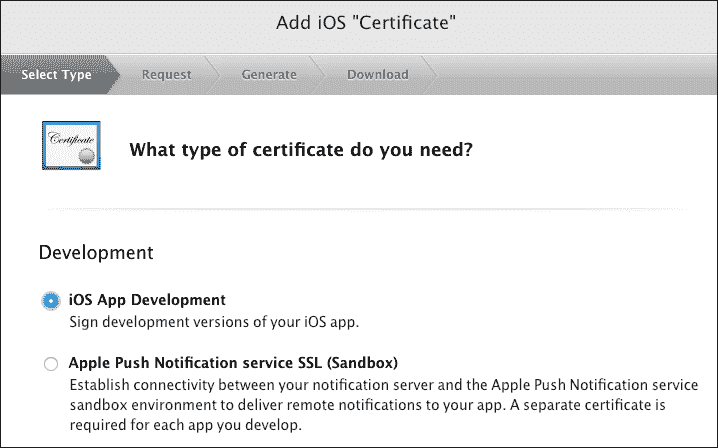 Add iOS "Certificate"
Select Type
Request
Generate
Download
Certificate
What type of certificate do you need?
Development
iOS App Development
Sign development versions of your iOS app.
Apple Push Notification service SSL (Sandbox)
Establish connectivity between your notification server and the Apple Push Notification service
sandbox environment to deliver remote notifications to your app. A separate certificate is
required for each app you develop.